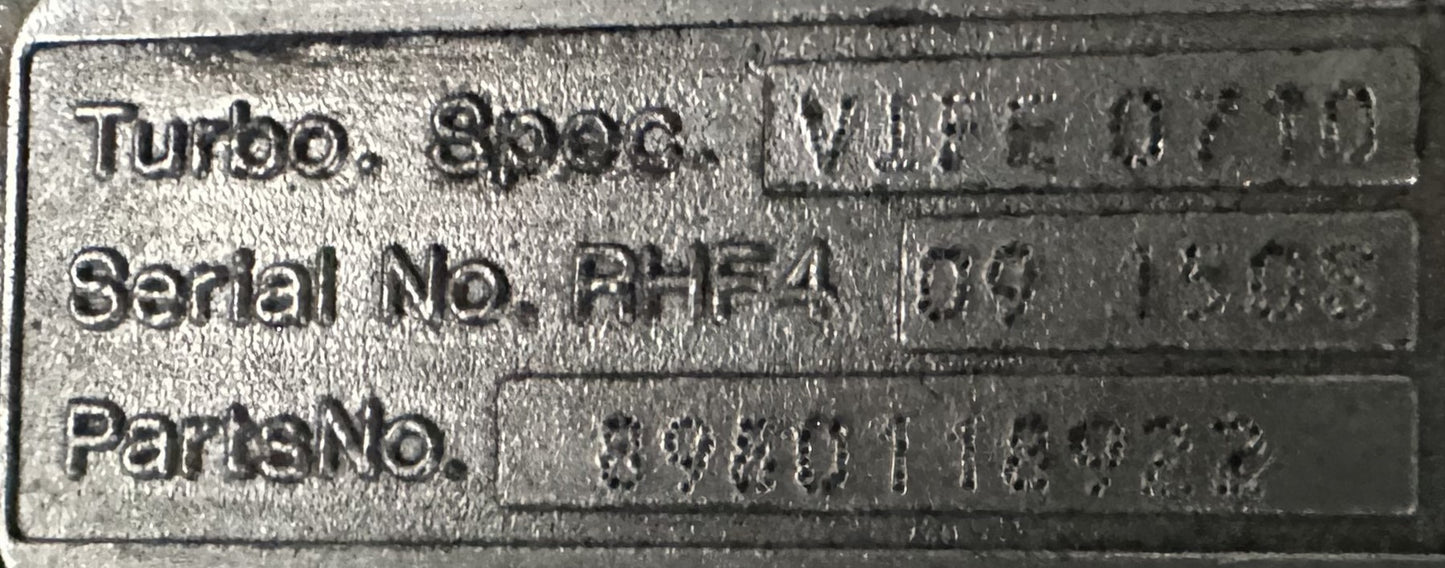 Turbo. Spec. VIFE 0710
Serial No. RHF4 09 1508
PartsNo. 8980118922